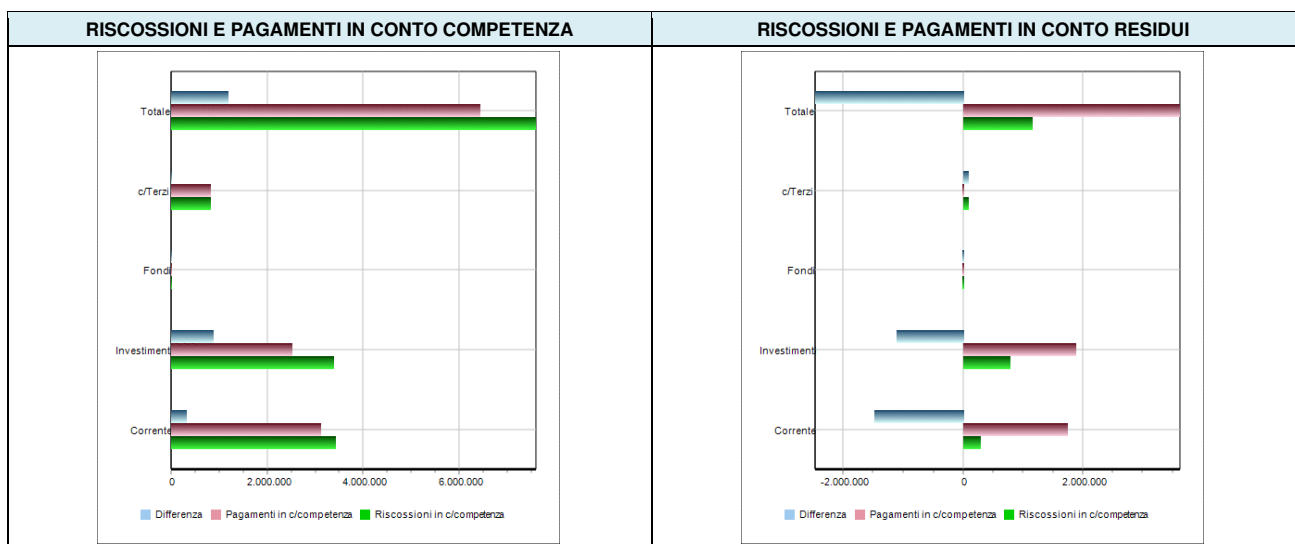 RISCOSSIONI E PAGAMENTI IN CONTO COMPETENZA
Totale
c/Terzi
Fondi
Investiment
Corrente
0 2.000.000 4.000.000 6.000.000
Differenza Pagamenti in c/competenza Riscossioni in c/competenza
RISCOSSIONI E PAGAMENTI IN CONTO RESIDUI
Totale
c/Terzi
Fondi
Investiment
Corrente
-2.000.000 0 2.000.000
Differenza Pagamenti in c/competenza Riscossioni in c/competenza